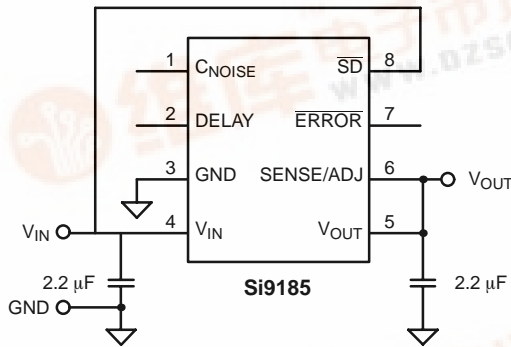 1 C_NOISE SD 8
2 DELAY ERROR 7
3 GND SENSE/ADJ 6
V_OUT
V_IN 4 V_IN V_OUT 5
2.2 μF Si9185 2.2 μF
GND